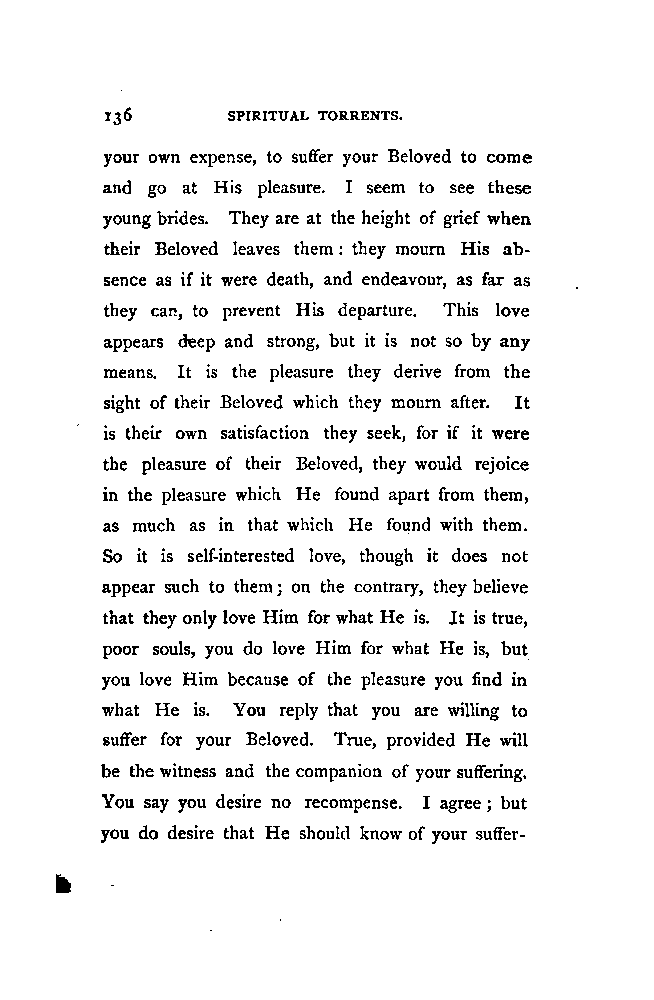 136 SPIRITUAL TORRENTS.
your own expense, to suffer your Beloved to come
and go at His pleasure. I seem to see these
young brides. They are at the height of grief when
their Beloved leaves them : they mourn His ab-
sence as if it were death, and endeavour, as far as
they can, to prevent His departure. This love
appears deep and strong, but it is not so by any
means. It is the pleasure they derive from the
sight of their Beloved which they mourn after. It
is their own satisfaction they seek, for if it were
the pleasure of their Beloved, they would rejoice
in the pleasure which He found apart from them,
as much as in that which He found with them.
So it is self-interested love, though it does not
appear such to them ; on the contrary, they believe
that they only love Him for what He is. It is true,
poor souls, you do love Him for what He is, but
you love Him because of the pleasure you find in
what He is. You reply that you are willing to
suffer for your Beloved. True, provided He will
be the witness and the companion of your suffering.
You say you desire no recompense. I agree ; but
you do desire that He should know of your suffer-